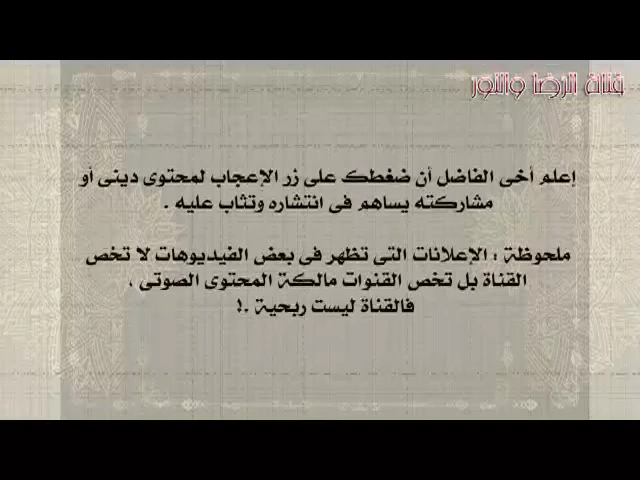 قناة الرضا والنور
إعلم أخى الفاضل أن ضغطك على زر الإعجاب لمحتوى دينى أو
مشاركته يساهم فى انتشاره وتثاب عليه .
ملحوظة : الإعلانات التى تظهر فى بعض الفيديوهات لا تخص
القناة بل تخص القنوات مالكة المحتوى الصوتى ،
فالقناة ليست ربحية .!